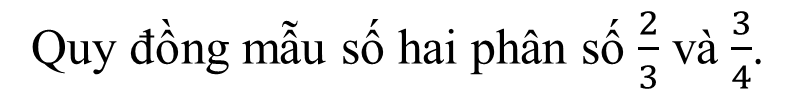 Quy đồng mẫu số hai phân số 2/3 và 3/4.